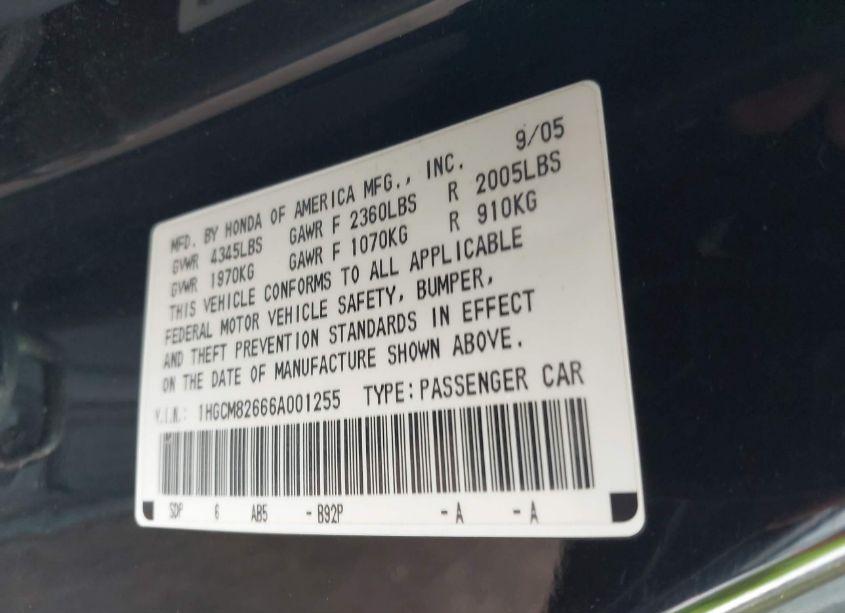 MFD. BY HONDA OF AMERICA MFG., INC. 9/05
GVWR 4345LBS GAWR F 2360LBS R 2005LBS
GVWR 1970KG GAWR F 1070KG R 910KG
THIS VEHICLE CONFORMS TO ALL APPLICABLE
FEDERAL MOTOR VEHICLE SAFETY, BUMPER,
AND THEFT PREVENTION STANDARDS IN EFFECT
ON THE DATE OF MANUFACTURE SHOWN ABOVE.
V.I.N.: 1HGCM82666A001255 TYPE:PASSENGER CAR
SDP 6 AB5 -B92P -A -A